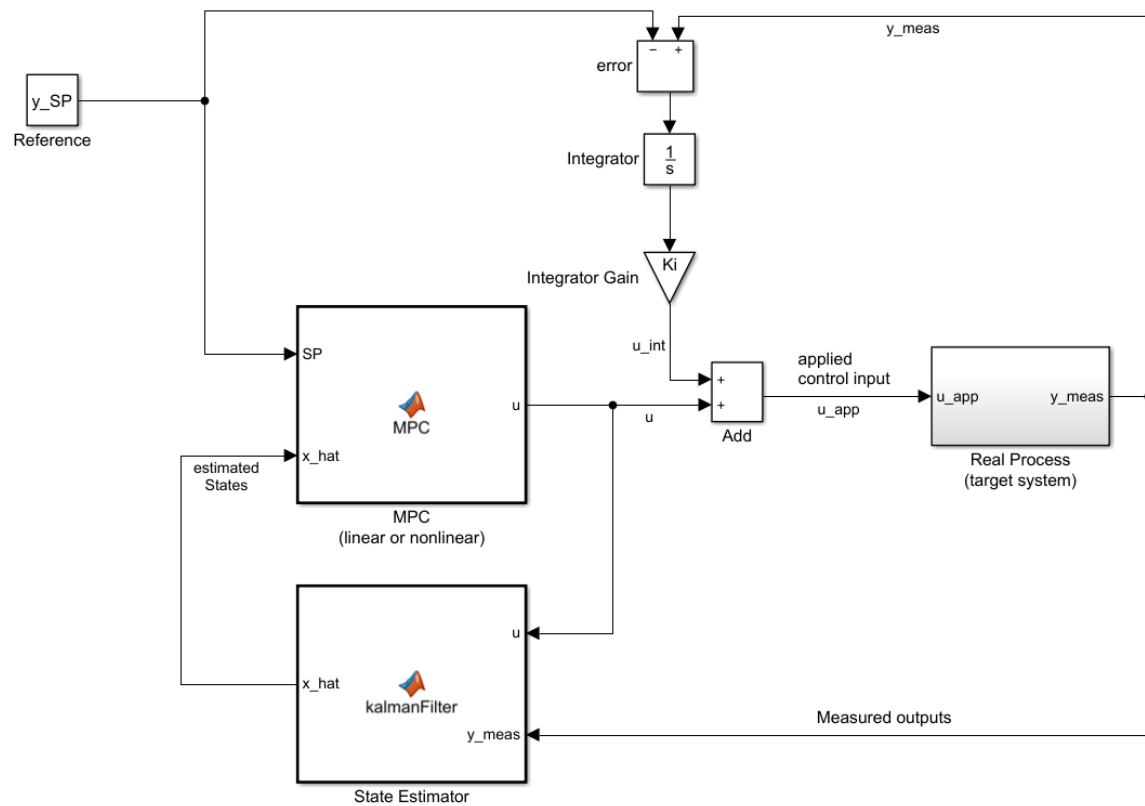 y_meas
− +
error
y_SP
Reference
Integrator
1
s
Ki
Integrator Gain
SP
u_int
applied
control input
MPC
u
u
+
+
u_app
u_app
y_meas
Add
estimated
States
x_hat
Real Process
(target system)
MPC
(linear or nonlinear)
u
x_hat
kalmanFilter
Measured outputs
y_meas
State Estimator